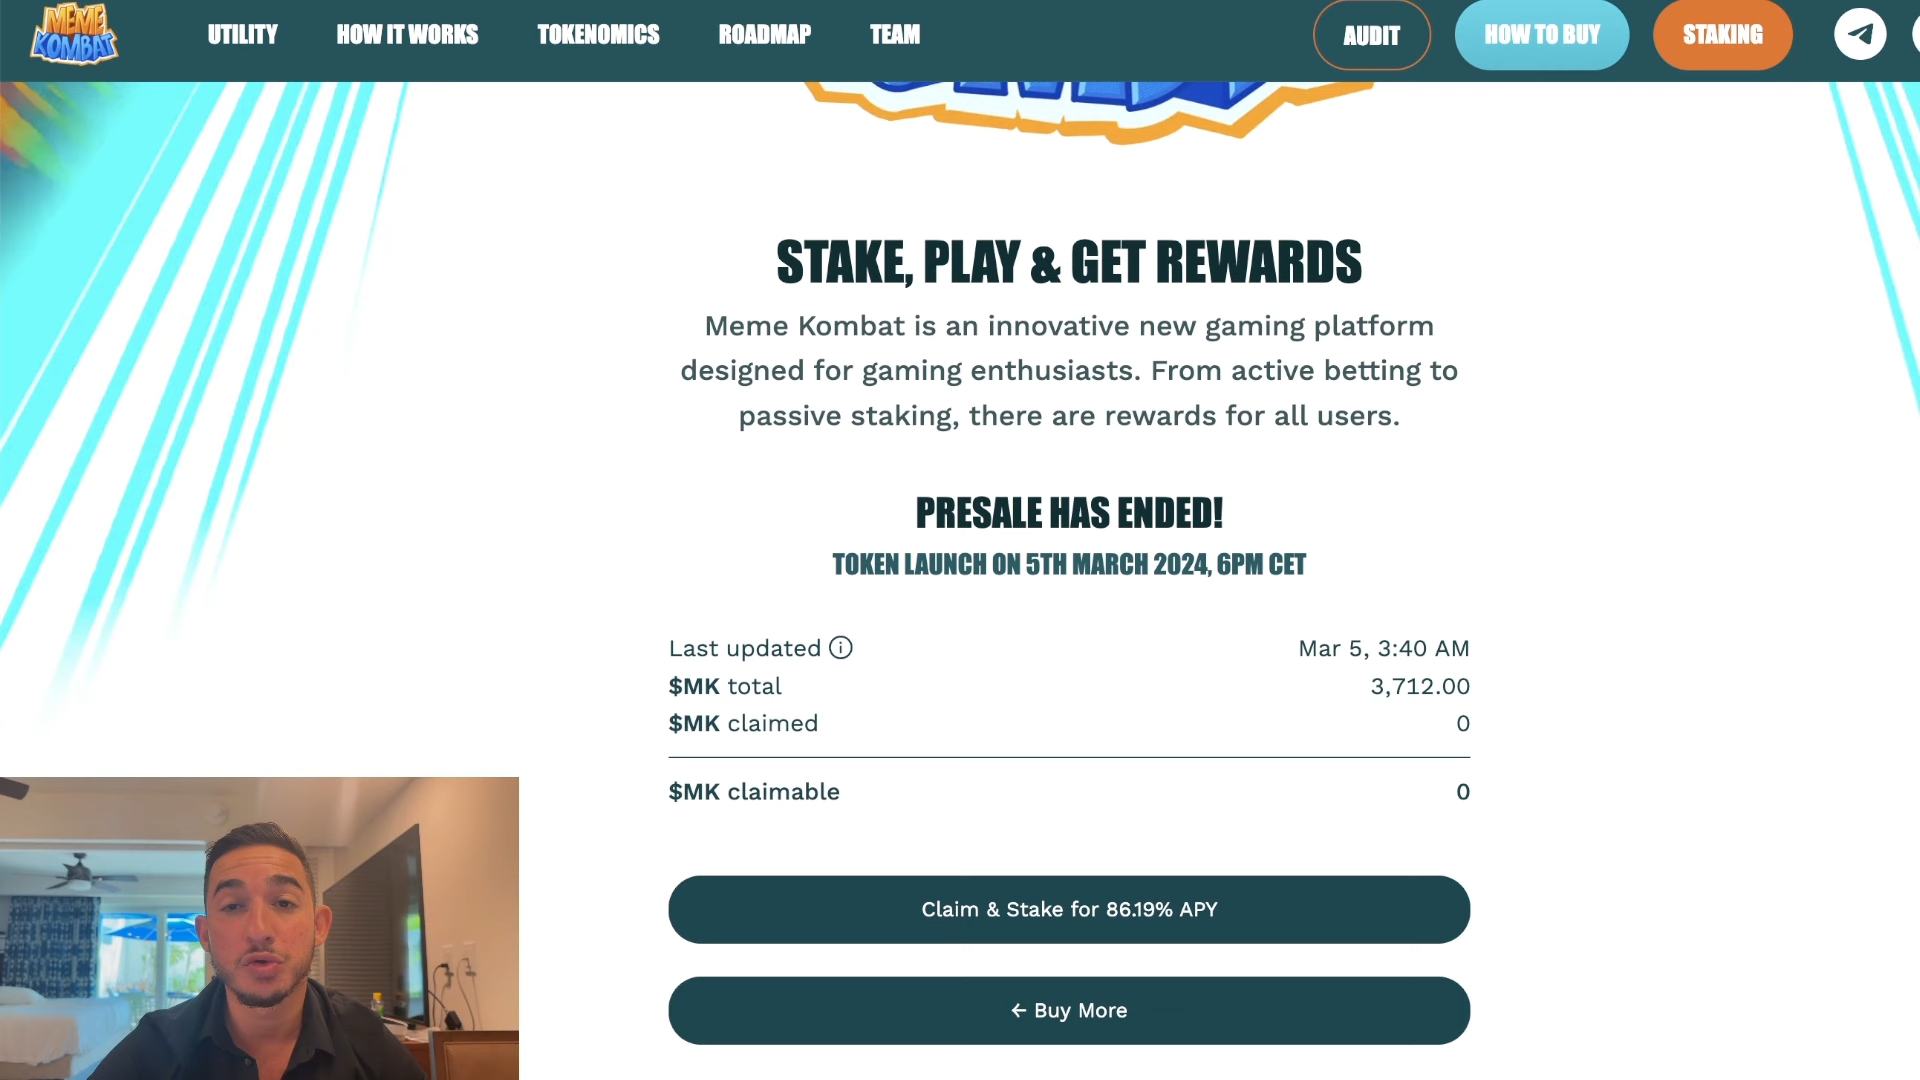 MEME
KOMBAT
UTILITY
HOW IT WORKS
TOKENOMICS
ROADMAP
TEAM
AUDIT
HOW TO BUY
STAKING
STAKE, PLAY & GET REWARDS
Meme Kombat is an innovative new gaming platform
designed for gaming enthusiasts. From active betting to
passive staking, there are rewards for all users.
PRESALE HAS ENDED!
TOKEN LAUNCH ON 5TH MARCH 2024, 6PM CET
Last updated
Mar 5, 3:40 AM
$MK total
3,712.00
$MK claimed
0
$MK claimable
0
Claim & Stake for 86.19% APY
← Buy More